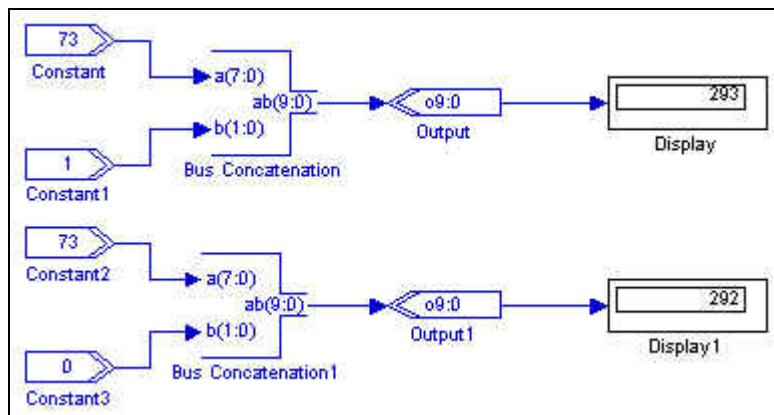 73
Constant
a(7:0)
ab(9:0)
o9:0
293
b(1:0)
Output
Display
1
Constant1
Bus Concatenation
73
Constant2
a(7:0)
ab(9:0)
o9:0
292
b(1:0)
Output1
Display1
0
Constant3
Bus Concatenation1